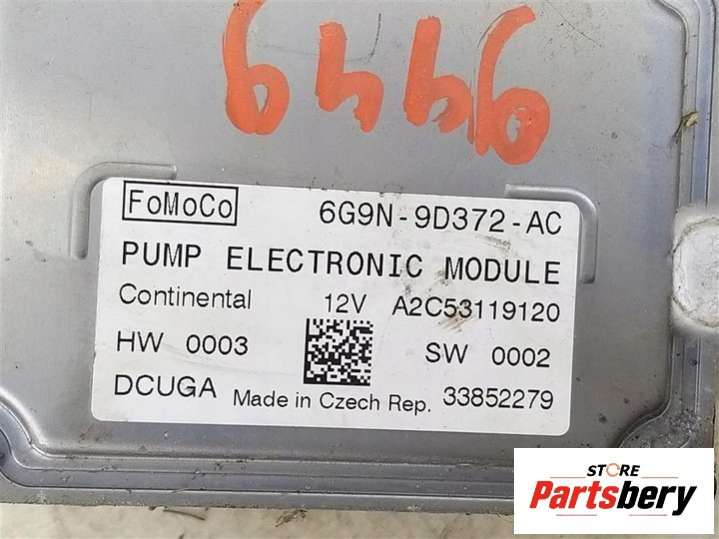 FoMoCo 6G9N-9D372-AC
PUMP ELECTRONIC MODULE
Continental 12V A2C53119120
HW 0003 SW 0002
DCUGA Made in Czech Rep. 33852279
STORE
Partsbery